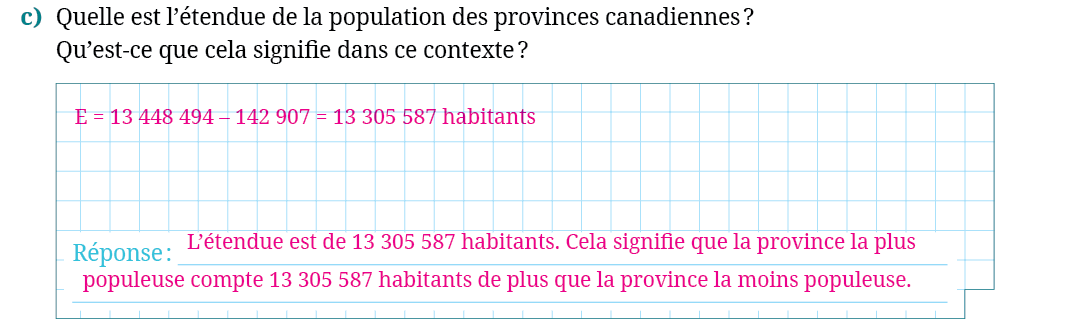 c) Quelle est l’étendue de la population des provinces canadiennes ?
Qu’est-ce que cela signifie dans ce contexte ?
E = 13 448 494 – 142 907 = 13 305 587 habitants
Réponse : L’étendue est de 13 305 587 habitants. Cela signifie que la province la plus
populeuse compte 13 305 587 habitants de plus que la province la moins populeuse.